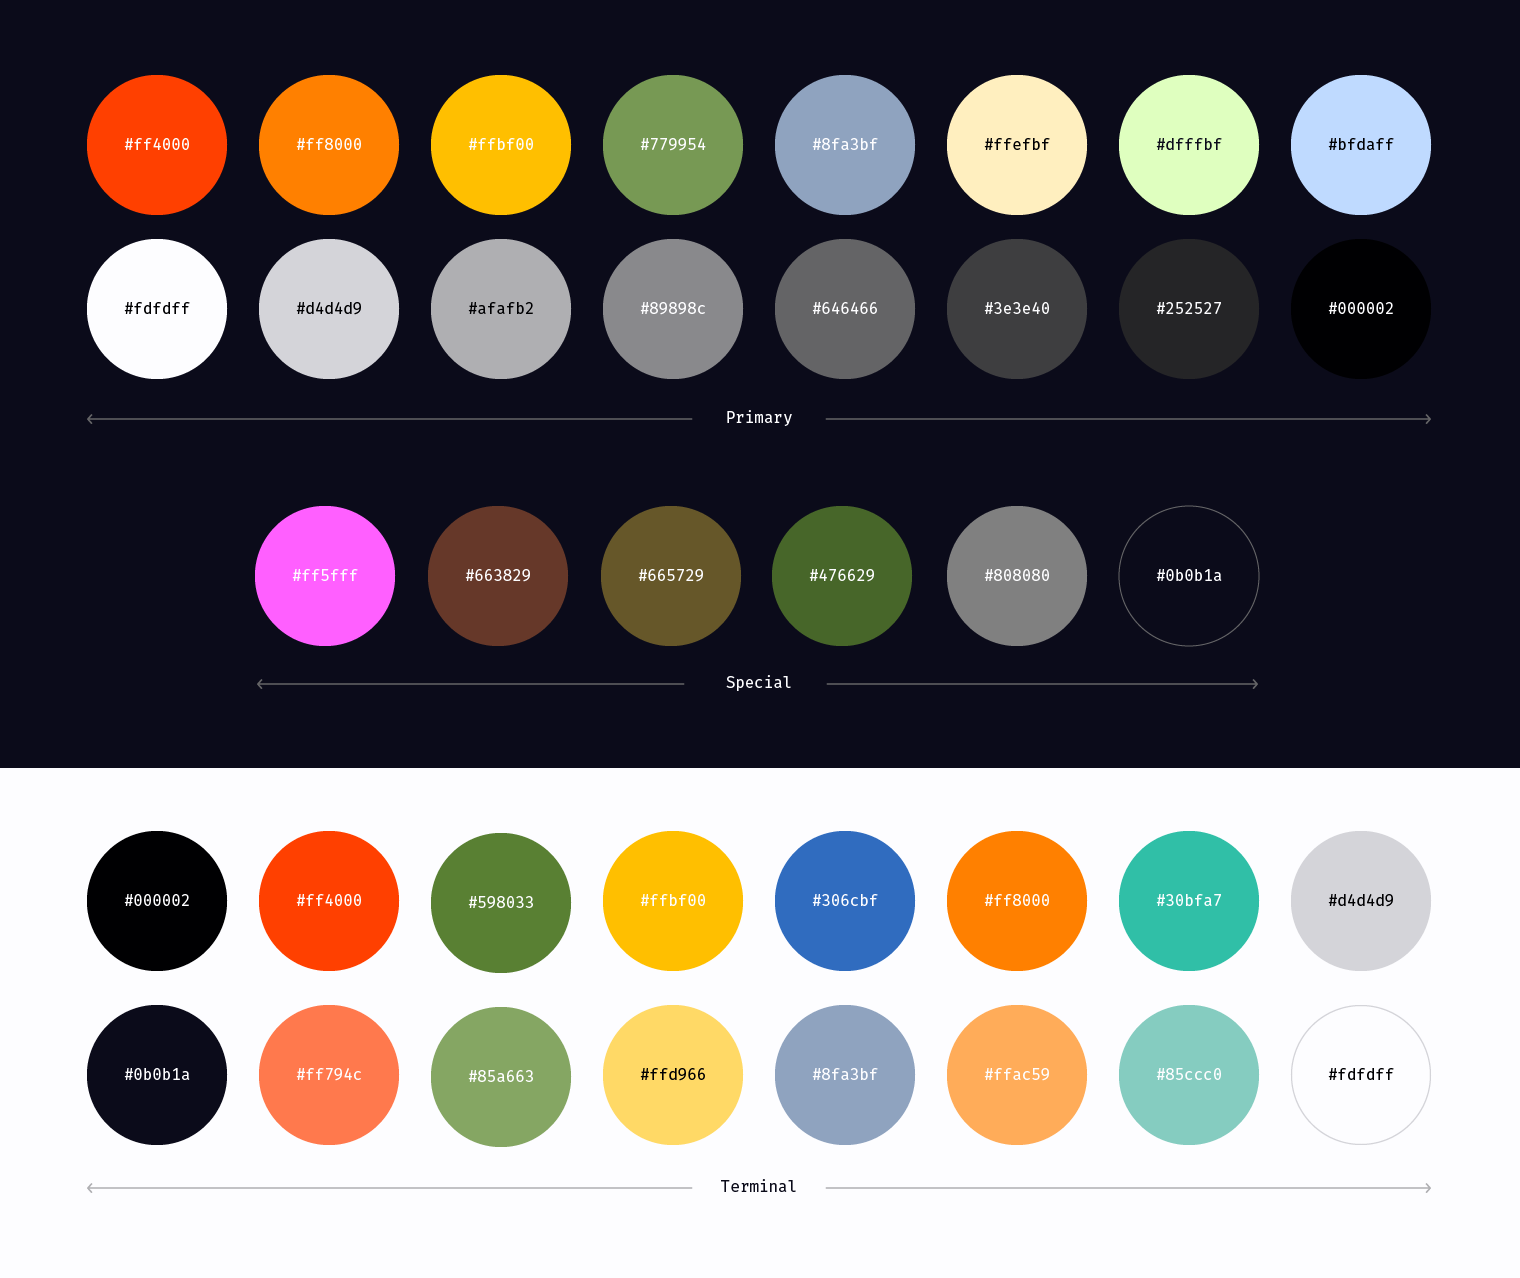 #ff4000 #ff8000 #ffbf00 #779954 #8fa3bf #ffefbf #dfffbf #bfdaff
#fdfdff #d4d4d9 #afafb2 #89898c #646466 #3e3e40 #252527 #000002
Primary
#ff5fff #663829 #665729 #476629 #808080 #0b0b1a
Special
#000002 #ff4000 #598033 #ffbf00 #306cbf #ff8000 #30bfa7 #d4d4d9
#0b0b1a #ff794c #85a663 #ffd966 #8fa3bf #ffac59 #85ccc0 #fdfdff
Terminal